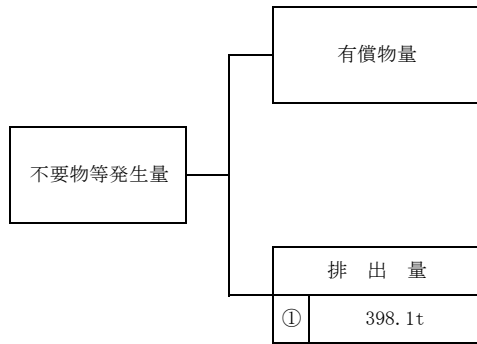 有償物量
不要物等発生量
排 出 量
① 398.1t